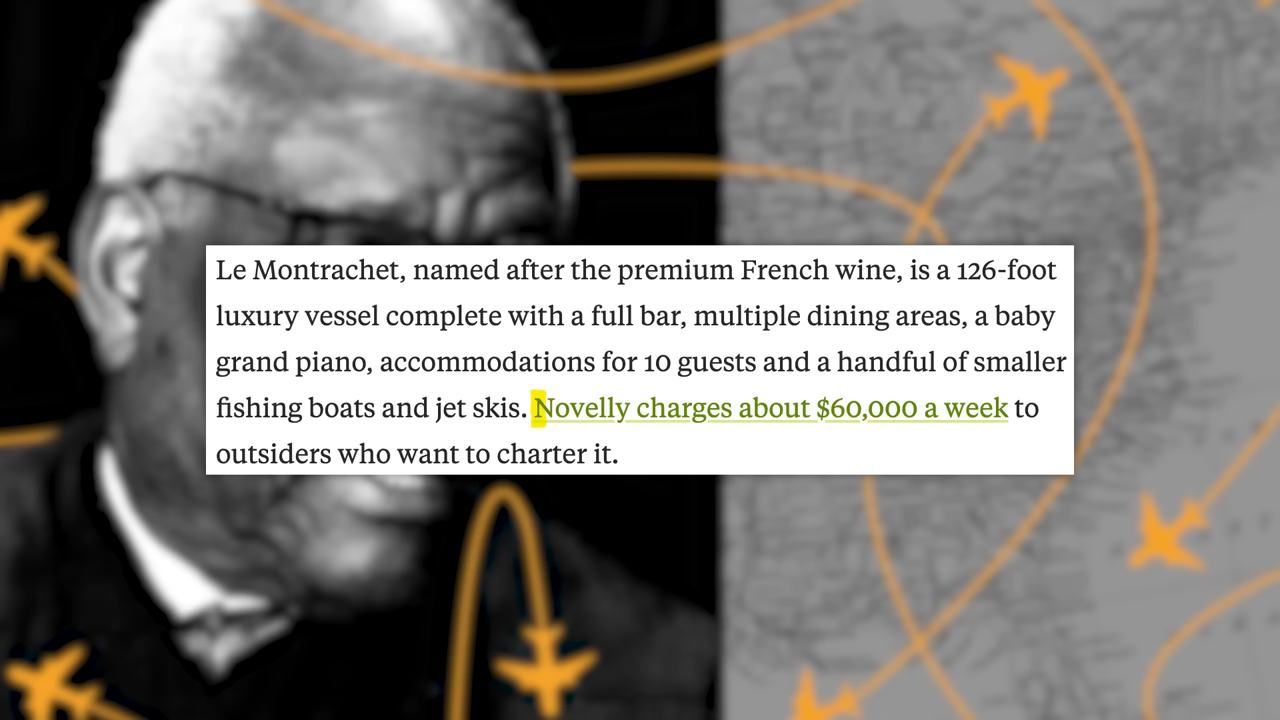 Le Montrachet, named after the premium French wine, is a 126-foot
luxury vessel complete with a full bar, multiple dining areas, a baby
grand piano, accommodations for 10 guests and a handful of smaller
fishing boats and jet skis. Novelly charges about $60,000 a week to
outsiders who want to charter it.